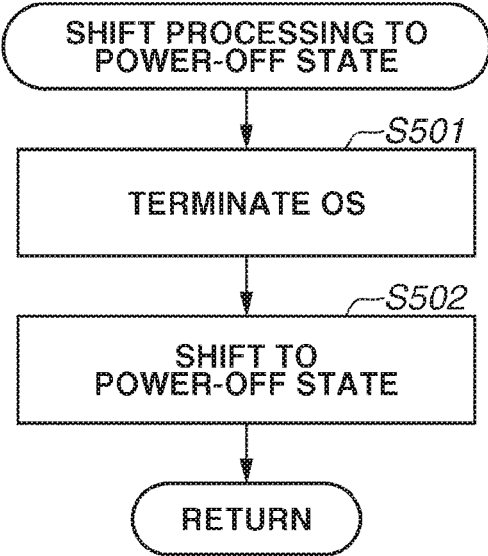 SHIFT PROCESSING TO
POWER-OFF STATE
S501
TERMINATE OS
S502
SHIFT TO
POWER-OFF STATE
RETURN